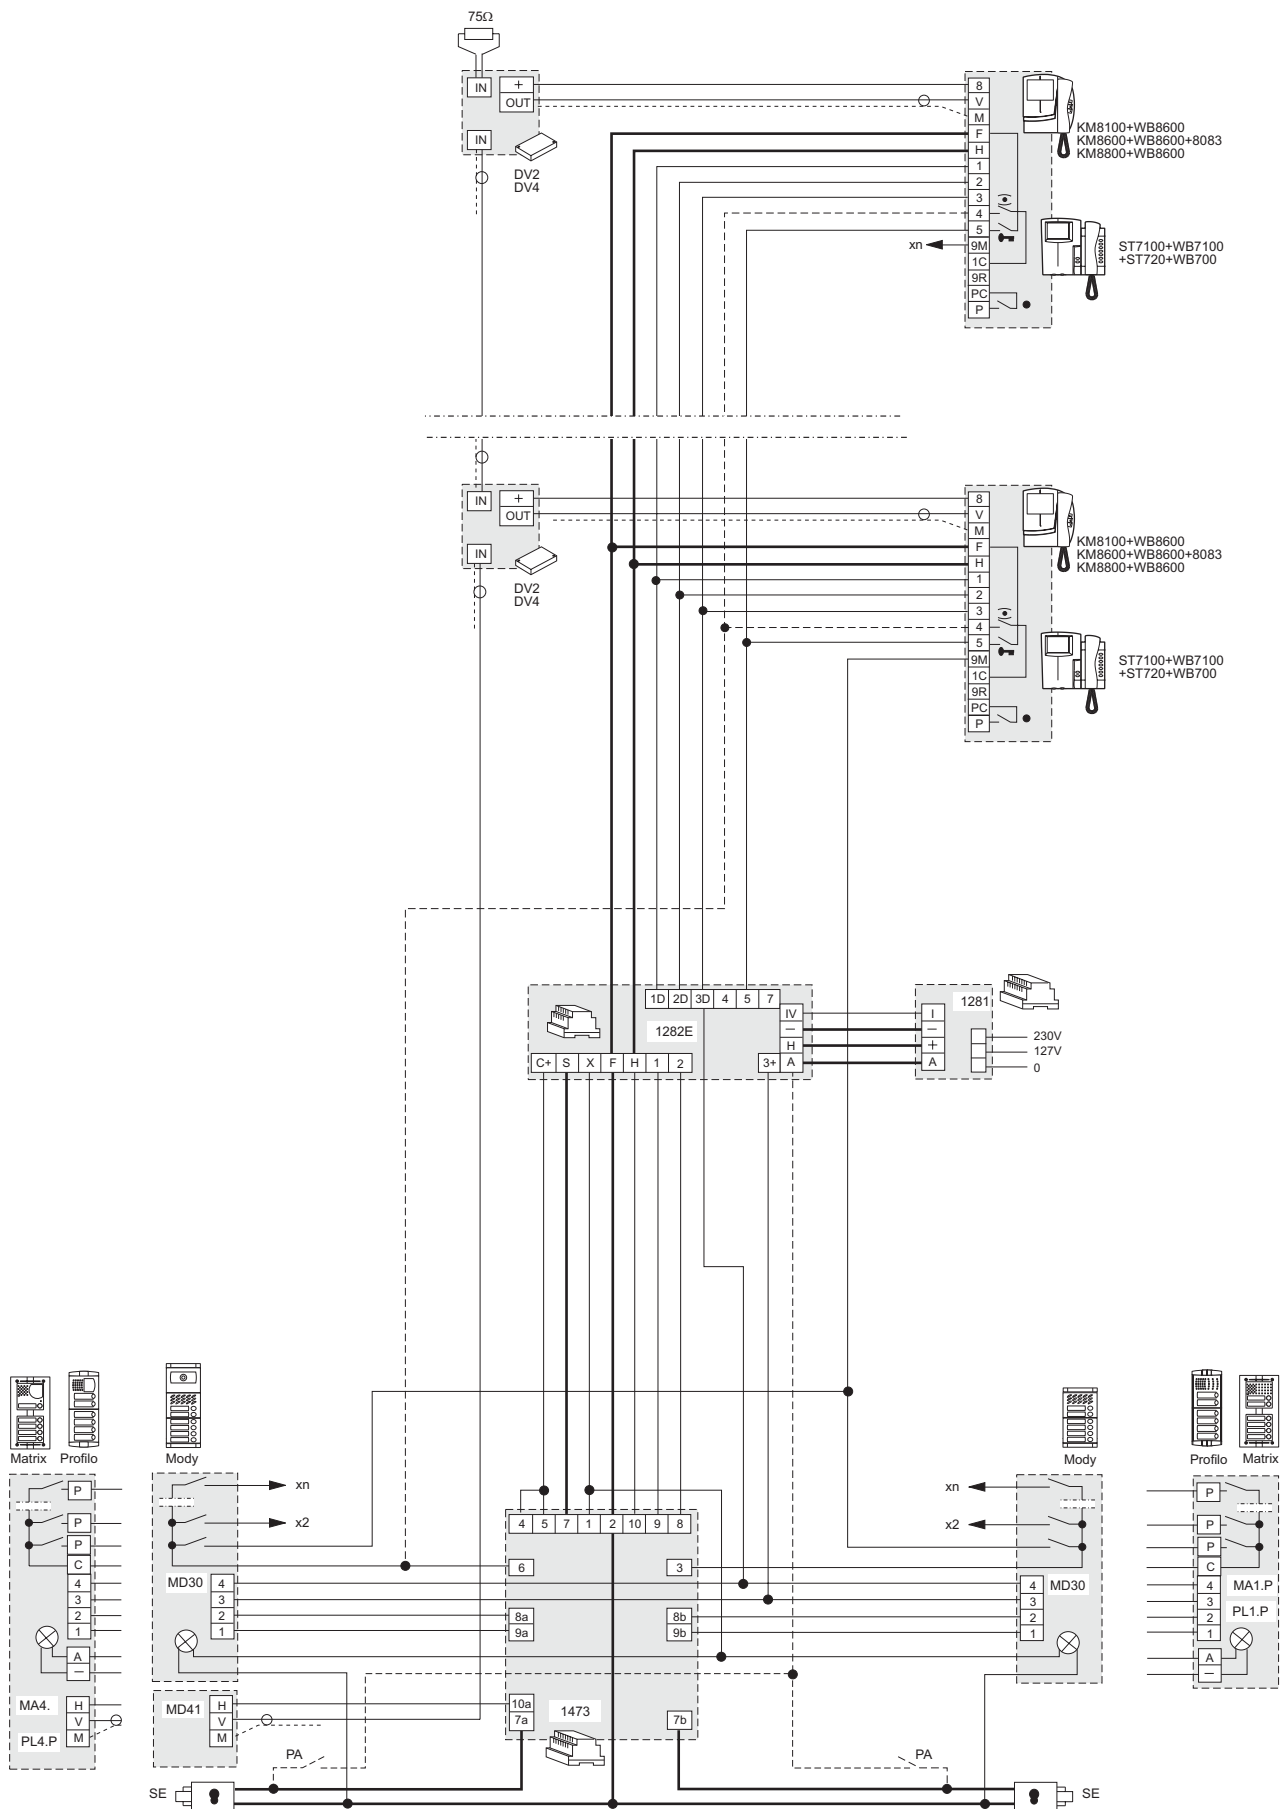 75Ω
IN
+
OUT
IN
DV2
DV4
8
V
M
F
H
1
2
3
4
5
9M
1C
9R
PC
P
xn
KM8100+WB8600
KM8600+WB8600+8083
KM8800+WB8600
ST7100+WB7100
+ST720+WB700
IN
+
OUT
IN
DV2
DV4
8
V
M
F
H
1
2
3
4
5
9M
1C
9R
PC
P
KM8100+WB8600
KM8600+WB8600+8083
KM8800+WB8600
ST7100+WB7100
+ST720+WB700
1D 2D 3D 4 5 7
1282E
IV
–
H
3+ A
C+ S X F H 1 2
1281
I
–
+
A
230V
127V
0
Matrix Profilo
Mody
Mody
Profilo Matrix
P
P
P
C
4
3
2
1
A
–
MA4.
PL4.P
H
V
M
xn
x2
MD30
4
3
2
1
MD41
H
V
M
4 5 7 1 2 10 9 8
6
3
8a
9a
8b
9b
10a
7a
1473
7b
xn
x2
MD30
4
3
2
1
P
P
P
C
4
3
2
1
A
–
MA1.P
PL1.P
PA
PA
SE
SE